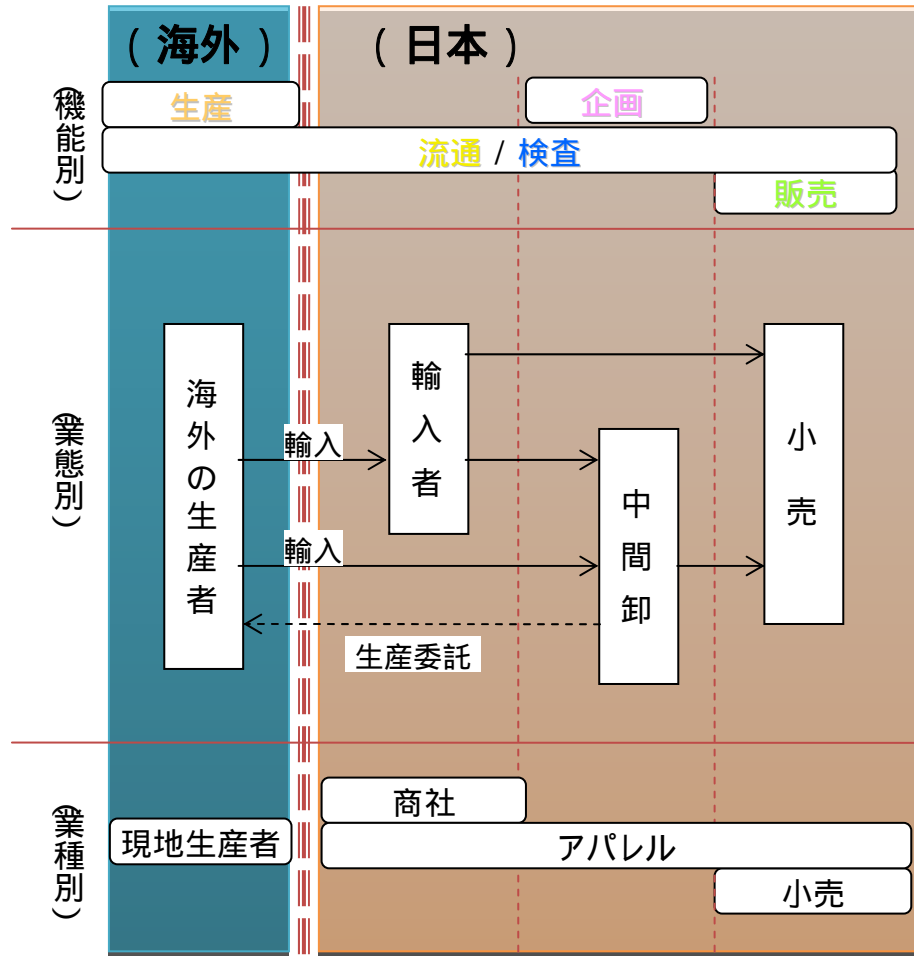 (海外)
(日本)
(機能別)
生産
企画
流通 / 検査
販売
(業態別)
海外の生産者
輸入者
小売
中間卸
輸入
輸入
生産委託
(業種別)
商社
現地生産者
アパレル
小売